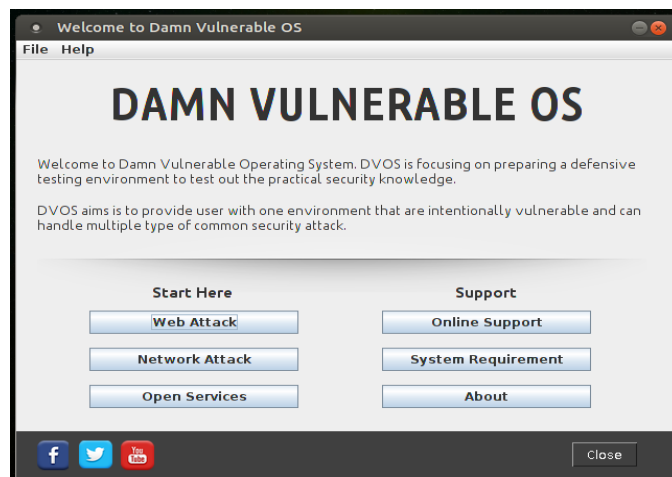 Welcome to Damn Vulnerable OS
File Help
DAMN VULNERABLE OS
Welcome to Damn Vulnerable Operating System. DVOS is focusing on preparing a defensive
testing environment to test out the practical security knowledge.
DVOS aims is to provide user with one environment that are intentionally vulnerable and can
handle multiple type of common security attack.
Start Here Support
Web Attack Online Support
Network Attack System Requirement
Open Services About
f You Tube Close